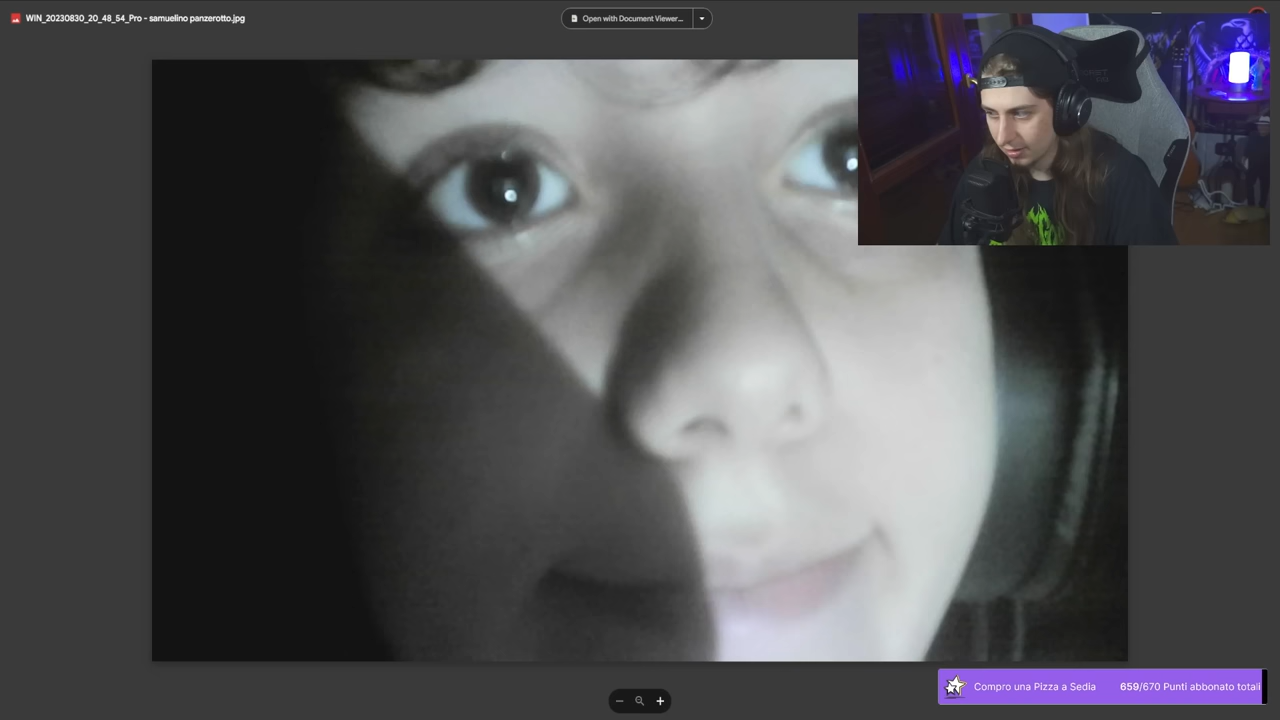 WIN_20230830_20_48_54_Pro - samuelino panzerotto.jpg
Open with Document Viewer...
Compro una Pizza a Sedia 659/670 Punti abbonato totali